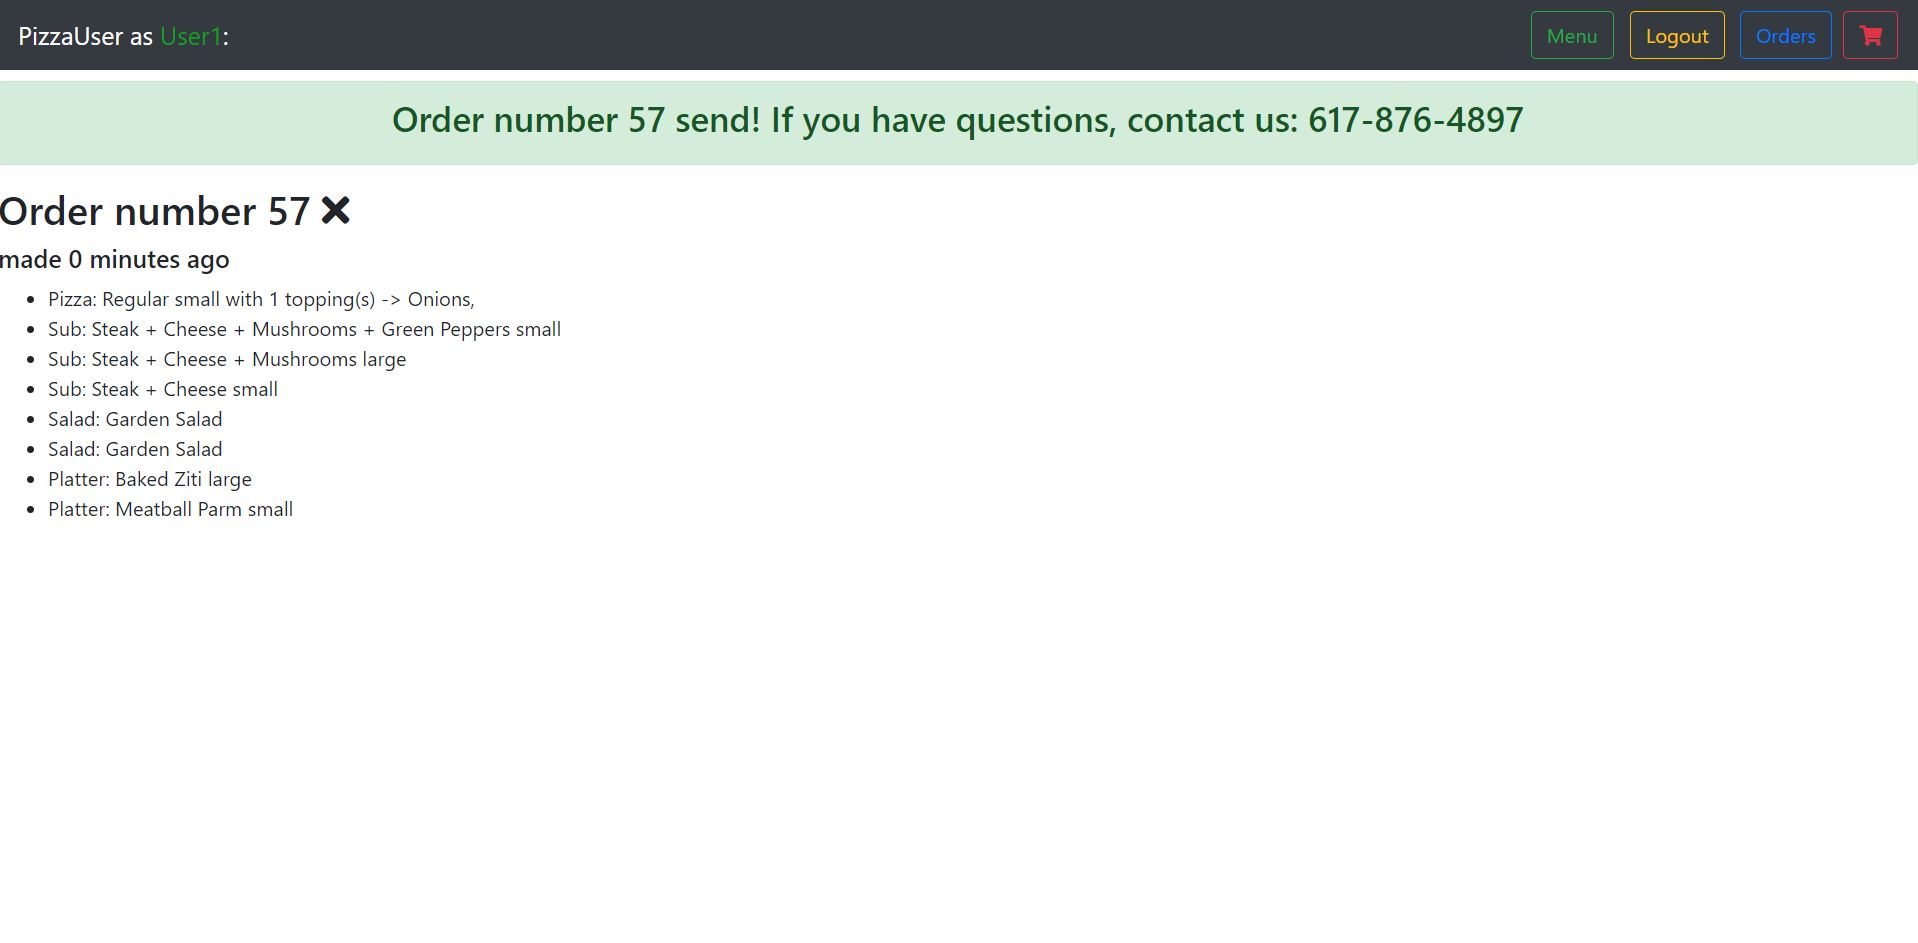 PizzaUser as User1:
Menu
Logout
Orders
Order number 57 send! If you have questions, contact us: 617-876-4897
Order number 57
made 0 minutes ago
Pizza: Regular small with 1 topping(s) -> Onions,
Sub: Steak + Cheese + Mushrooms + Green Peppers small
Sub: Steak + Cheese + Mushrooms large
Sub: Steak + Cheese small
Salad: Garden Salad
Salad: Garden Salad
Platter: Baked Ziti large
Platter: Meatball Parm small